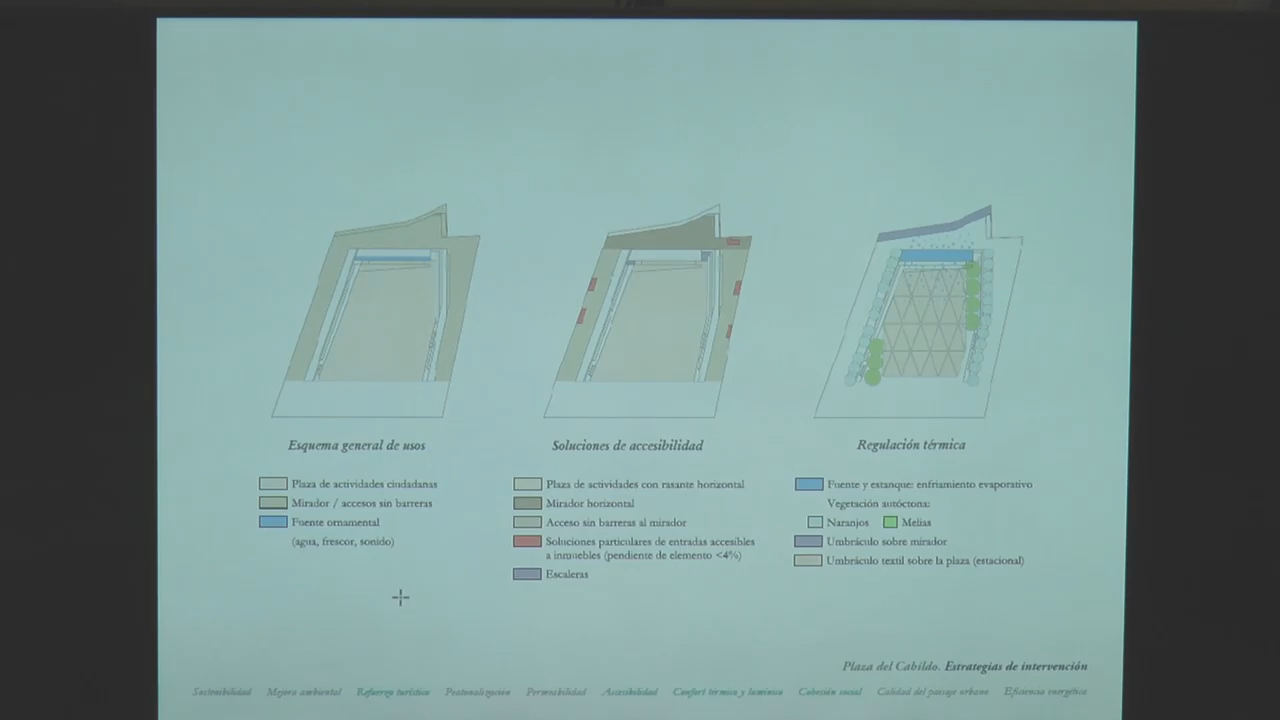 Esquema general de usos
Plaza de actividades ciudadanas
Mirador / accesos sin barreras
Fuente ornamental
(agua, frescor, sonido)
Soluciones de accesibilidad
Plaza de actividades con rasante horizontal
Mirador horizontal
Acceso sin barreras al mirador
Soluciones particulares de entradas accesibles
a inmuebles (pendiente de elemento <4%)
Escaleras
Regulación térmica
Fuente y estanque: enfriamiento evaporativo
Vegetación autóctona:
Naranjos Melias
Umbráculo sobre mirador
Umbráculo textil sobre la plaza (estacional)
Plaza del Cabildo. Estrategias de intervención
Sostenibilidad Mejora ambiental Refuerzo turístico Peatonalización Permeabilidad Accesibilidad Confort térmico y lumínico Cohesión social Calidad del paisaje urbano Eficiencia energética